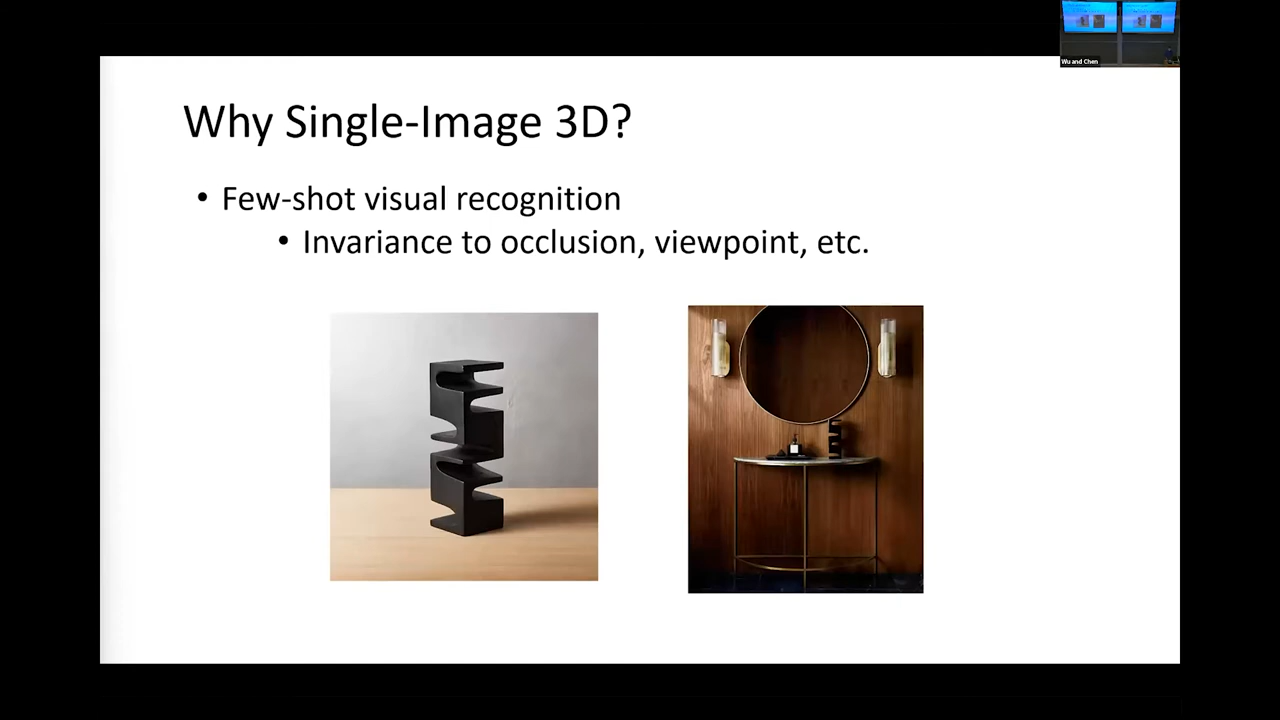 Wu and Chen
Why Single-Image 3D?
• Few-shot visual recognition
• Invariance to occlusion, viewpoint, etc.